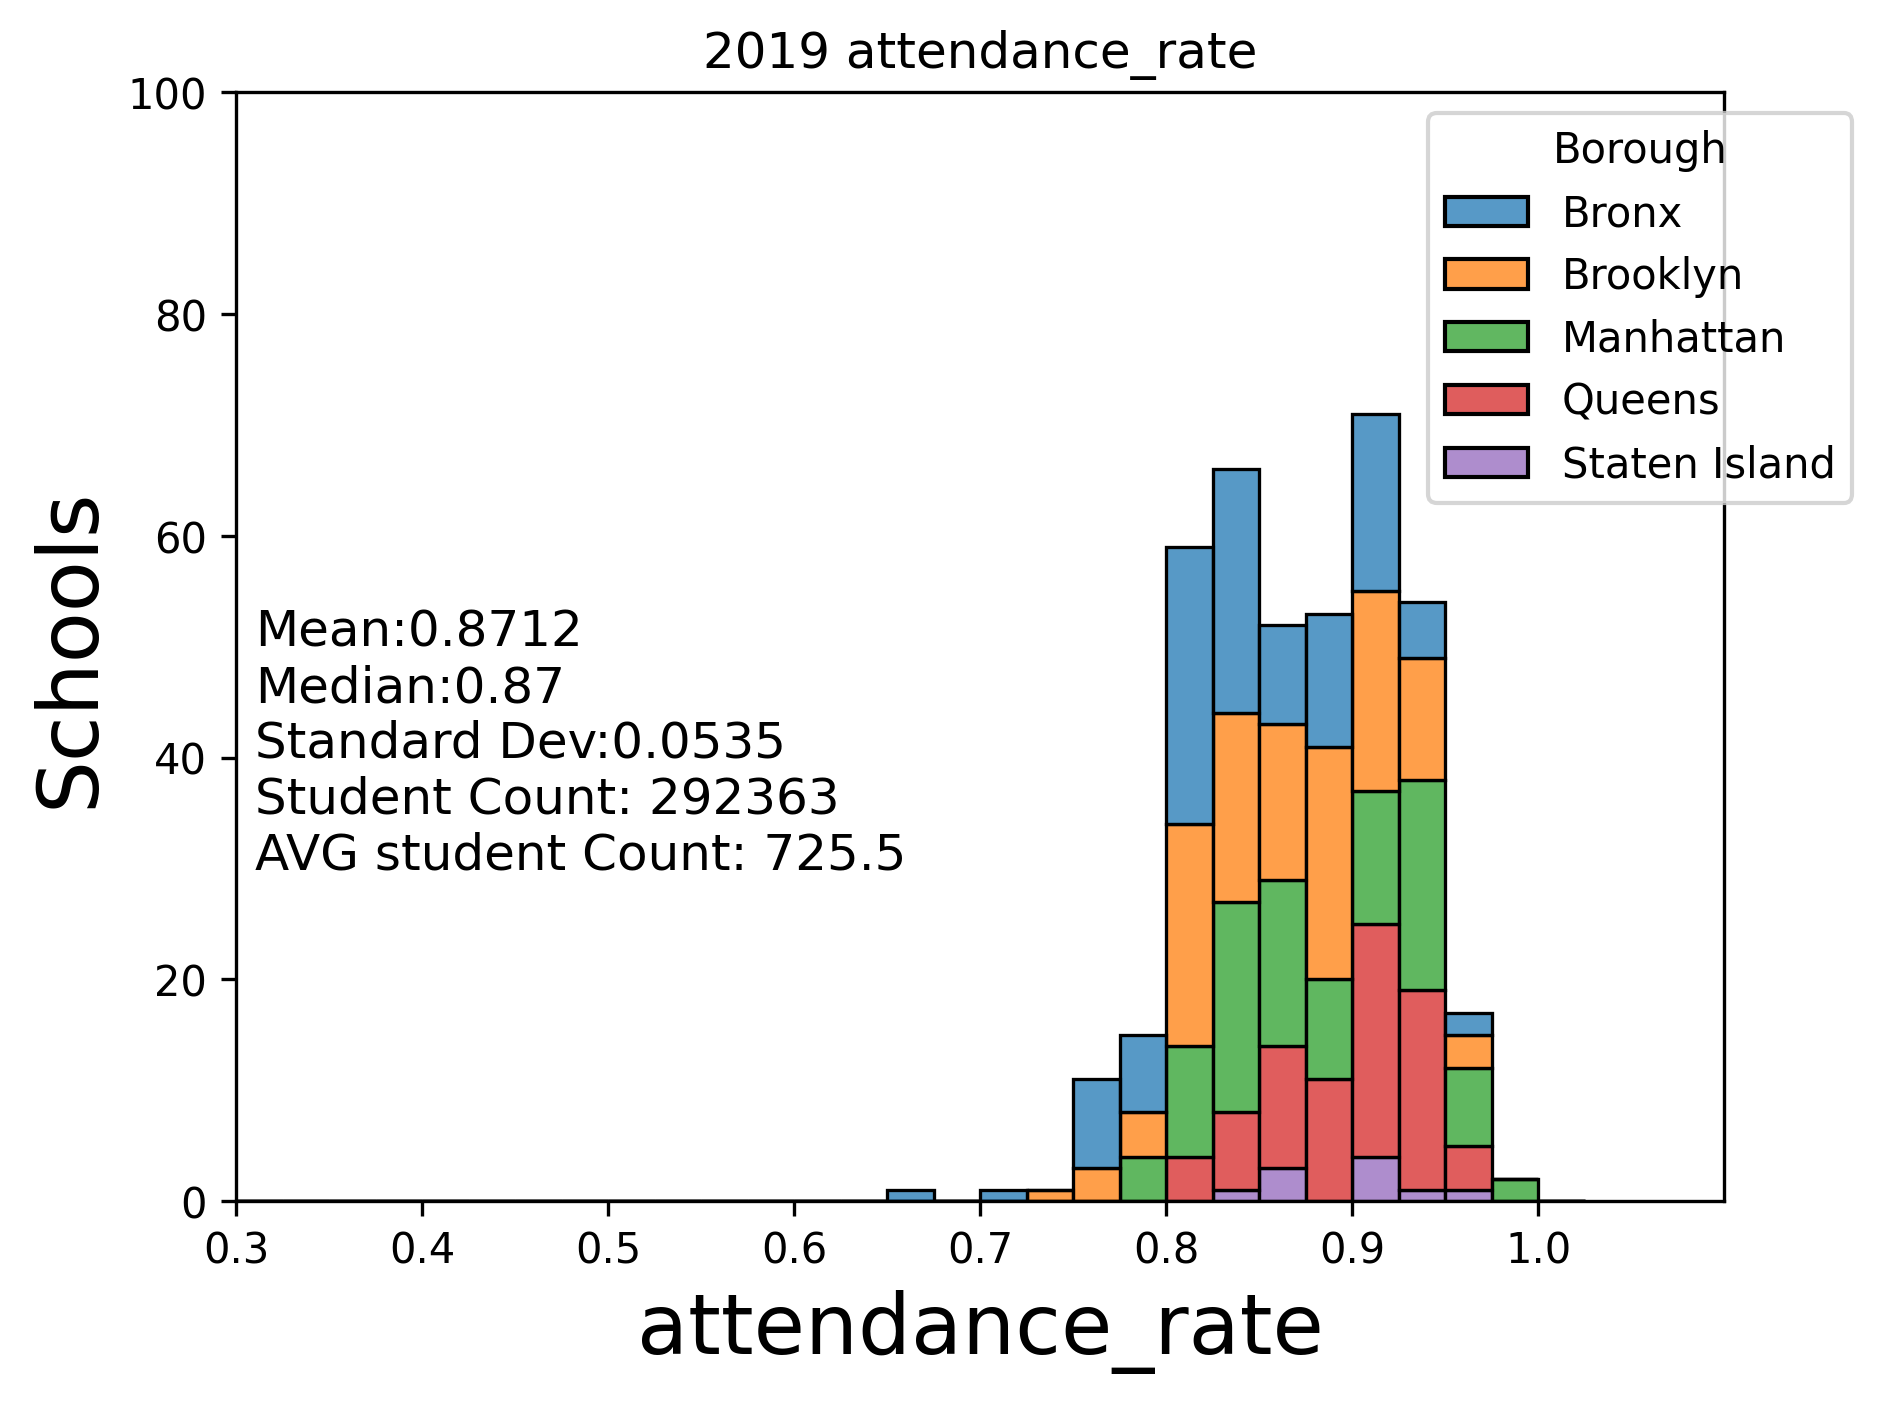 2019 attendance_rate
100
80
60
40
20
0
Schools
Mean:0.8712
Median:0.87
Standard Dev:0.0535
Student Count: 292363
AVG student Count: 725.5
Borough
Bronx
Brooklyn
Manhattan
Queens
Staten Island
0.3 0.4 0.5 0.6 0.7 0.8 0.9 1.0
attendance_rate